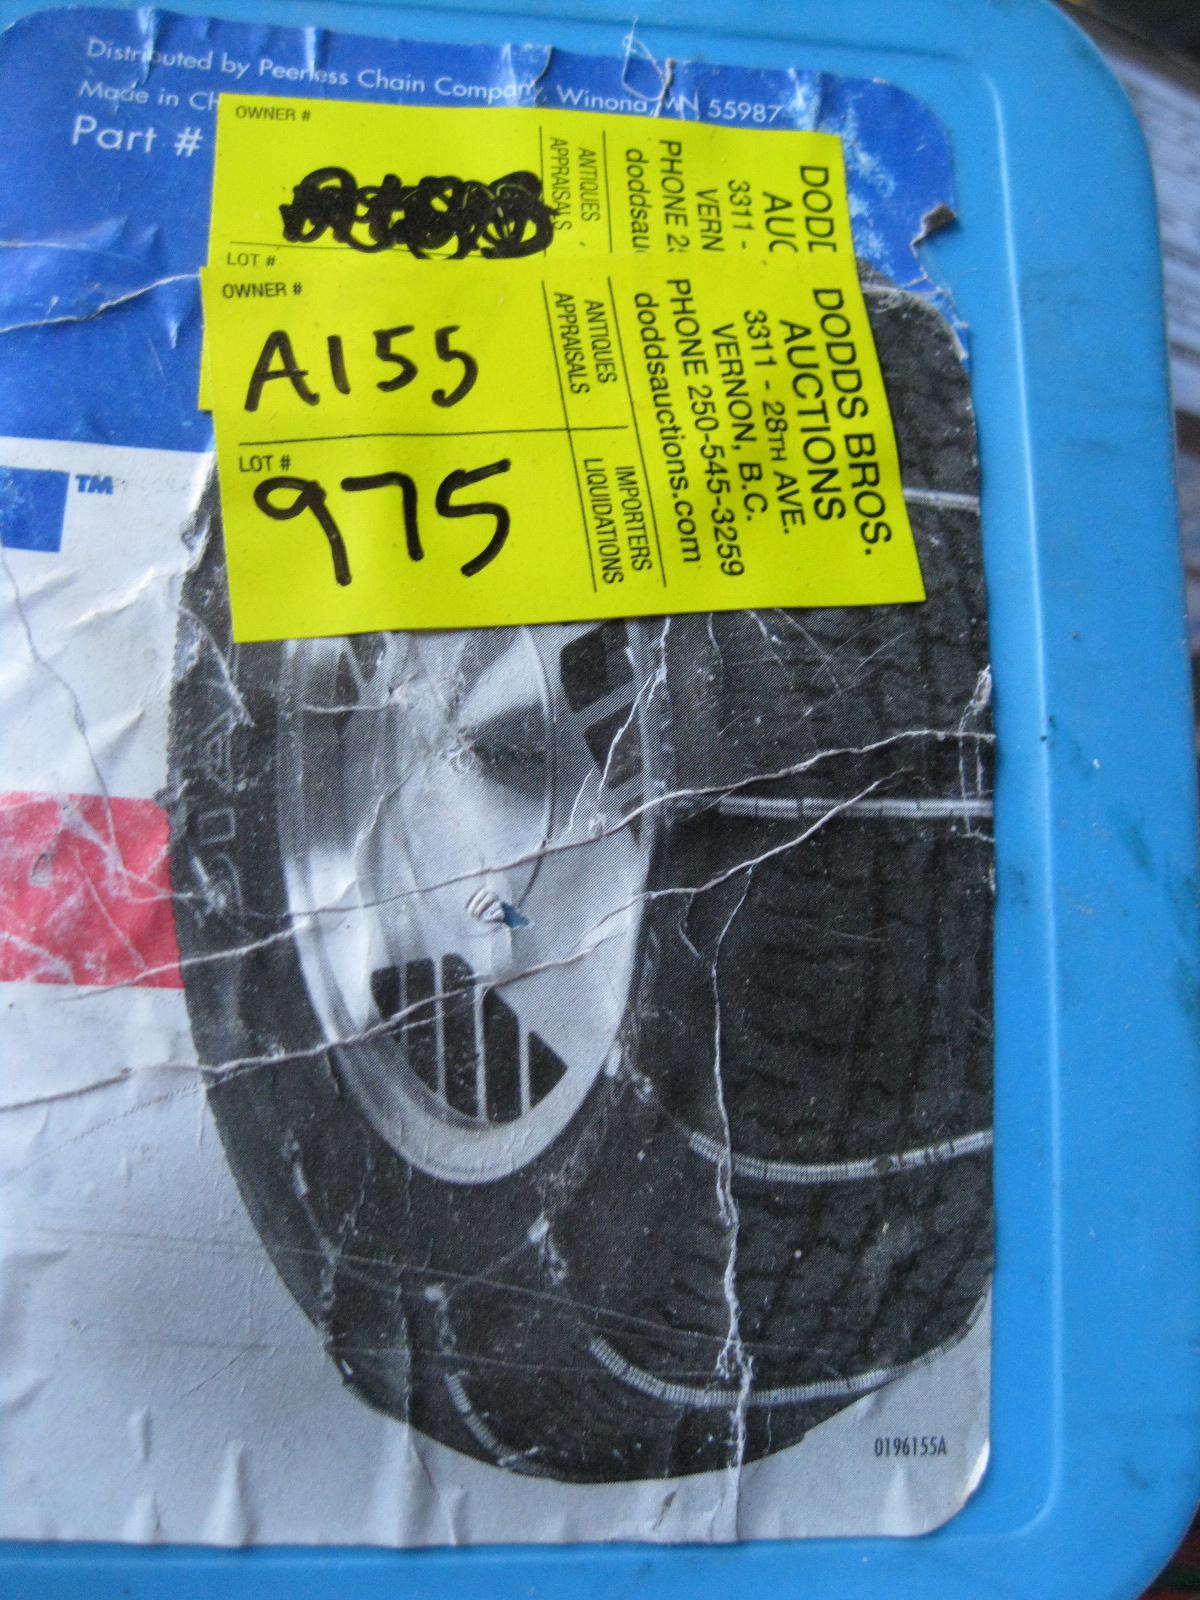 Distributed by Peerless Chain Company, Winona, MN 55987
Made in
Part #
OWNER #
LOT #
ANTIQUES
APPRAISALS
DODD
AUC
3311 -
VERN
PHONE 2
doddsau
OWNER #
A155
LOT #
975
ANTIQUES
APPRAISALS
IMPORTERS
LIQUIDATIONS
DODDS BROS.
AUCTIONS
3311 - 28TH AVE.
VERNON, B.C.
PHONE 250-545-3259
doddsauctions.com
TM
0196155A